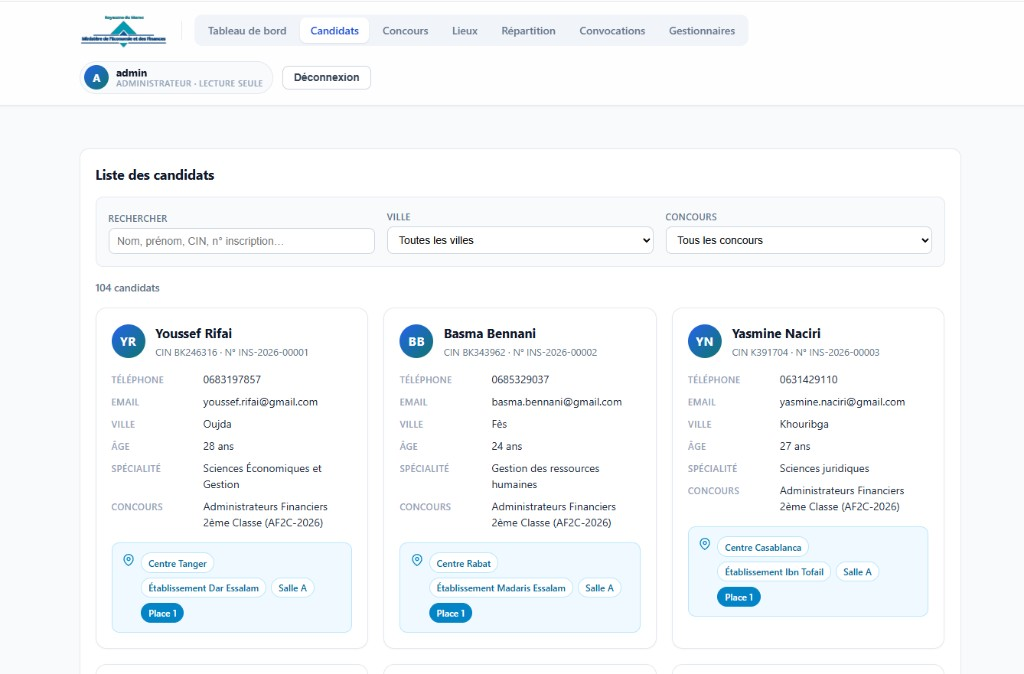 Royaume du Maroc
Ministère de l'Economie et des Finances
Tableau de bord
Candidats
Concours
Lieux
Répartition
Convocations
Gestionnaires
A
admin
ADMINISTRATEUR · LECTURE SEULE
Déconnexion
Liste des candidats
RECHERCHER
Nom, prénom, CIN, n° inscription…
VILLE
Toutes les villes
CONCOURS
Tous les concours
104 candidats
YR
Youssef Rifai
CIN BK246316 · N° INS-2026-00001
TÉLÉPHONE 0683197857
EMAIL youssef.rifai@gmail.com
VILLE Oujda
ÂGE 28 ans
SPÉCIALITÉ Sciences Économiques et
Gestion
CONCOURS Administrateurs Financiers
2ème Classe (AF2C-2026)
Centre Tanger
Établissement Dar Essalam Salle A
Place 1
BB
Basma Bennani
CIN BK343962 · N° INS-2026-00002
TÉLÉPHONE 0685329037
EMAIL basma.bennani@gmail.com
VILLE Fès
ÂGE 24 ans
SPÉCIALITÉ Gestion des ressources
humaines
CONCOURS Administrateurs Financiers
2ème Classe (AF2C-2026)
Centre Rabat
Établissement Madaris Essalam Salle A
Place 1
YN
Yasmine Naciri
CIN K391704 · N° INS-2026-00003
TÉLÉPHONE 0631429110
EMAIL yasmine.naciri@gmail.com
VILLE Khouribga
ÂGE 27 ans
SPÉCIALITÉ Sciences juridiques
CONCOURS Administrateurs Financiers
2ème Classe (AF2C-2026)
Centre Casablanca
Établissement Ibn Tofail Salle A
Place 1